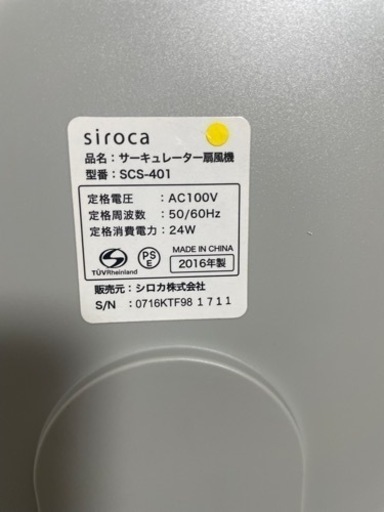 siroca
品名：サーキュレーター扇風機
型番：SCS-401
定格電圧：AC100V
定格周波数：50/60Hz
定格消費電力：24W
MADE IN CHINA
S
TÜVRheinland
PS
E
2016年製
販売元：シロカ株式会社
S/N：0716KTF98 1711